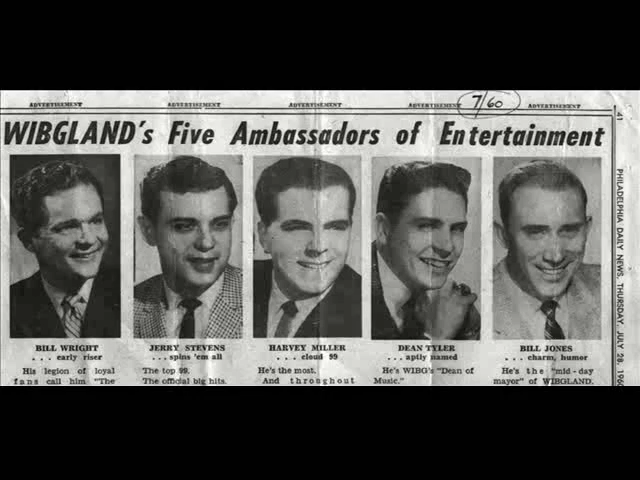 ADVERTISEMENT ADVERTISEMENT ADVERTISEMENT ADVERTISEMENT 7/60 ADVERTISEMENT
WIBGLAND's Five Ambassadors of Entertainment
BILL WRIGHT
. . . early riser
His legion of loyal
fans call him "The
JERRY STEVENS
. . . spins 'em all
The top 99.
The official big hits.
HARVEY MILLER
. . . cloud 99
He's the most.
And throughout
DEAN TYLER
. . . aptly named
He's WIBG's "Dean of
Music."
BILL JONES
. . . charm, humor
He's the "mid-day
mayor" of WIBGLAND.
41
PHILADELPHIA DAILY NEWS, THURSDAY, JULY 28, 1960